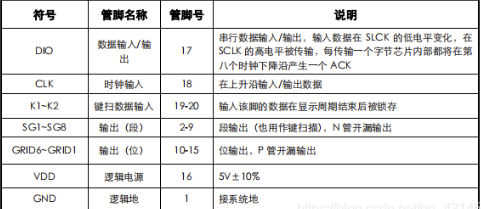 符号 管脚名称 管脚号 说明
DIO 数据输入/输出 17 串行数据输入/输出，输入数据在 SLCK 的低电平变化，在
SCLK 的高电平被传输，每传输一个字节芯片内部都将在第
八个时钟下降沿产生一个 ACK
CLK 时钟输入 18 在上升沿输入/输出数据
K1~K2 键扫数据输入 19-20 输入该脚的数据在显示周期结束后被锁存
SG1~SG8 输出（段） 2-9 段输出（也用作键扫描），N 管开漏输出
GRID6~GRID1 输出（位） 10-15 位输出，P 管开漏输出
VDD 逻辑电源 16 5V±10%
GND 逻辑地 1 接系统地